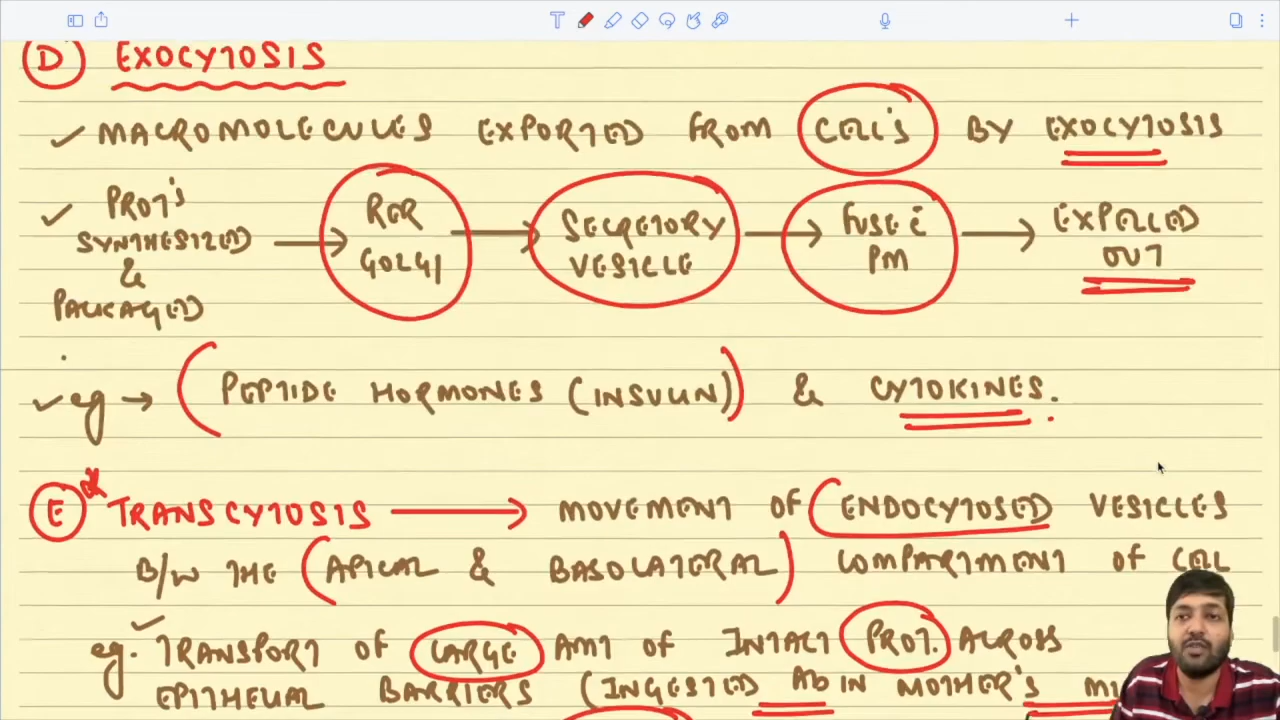 D EXOCYTOSIS
✓ MACROMOLECULES EXPORTED FROM CELL'S BY EXOCYTOSIS
✓ PROT'S SYNTHESIZED & PACKAGED → RER GOLGI → SECRETORY VESICLE → FUSE c̄ PM → EXPELLED OUT
✓ eg → (PEPTIDE HORMONES (INSULIN)) & CYTOKINES.
E * TRANSCYTOSIS → MOVEMENT OF (ENDOCYTOSED VESICLES
B/W THE (APICAL & BASOLATERAL) COMPARTMENT OF CELL
eg. ✓ TRANSPORT OF LARGE AMT OF INTACT PROT. ACROSS
EPITHELIAL BARRIERS (INGESTED Ab IN MOTHER'S